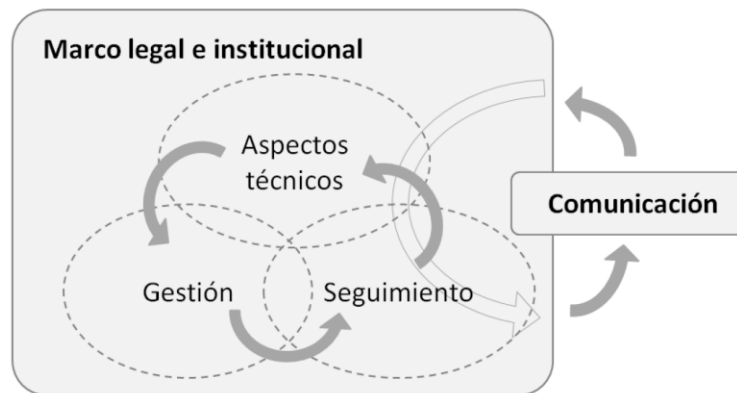 Marco legal e institucional
Aspectos
técnicos
Comunicación
Gestión
Seguimiento